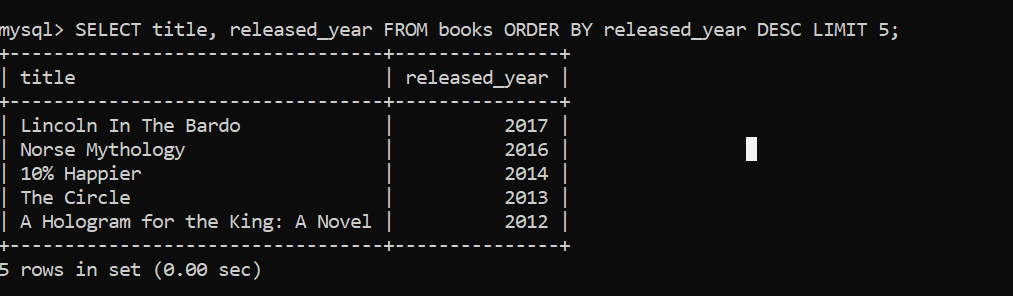 mysql> SELECT title, released_year FROM books ORDER BY released_year DESC LIMIT 5;
+----------------------------------+---------------+
| title                            | released_year |
+----------------------------------+---------------+
| Lincoln In The Bardo             |          2017 |
| Norse Mythology                  |          2016 |
| 10% Happier                      |          2014 |
| The Circle                       |          2013 |
| A Hologram for the King: A Novel |          2012 |
+----------------------------------+---------------+
5 rows in set (0.00 sec)